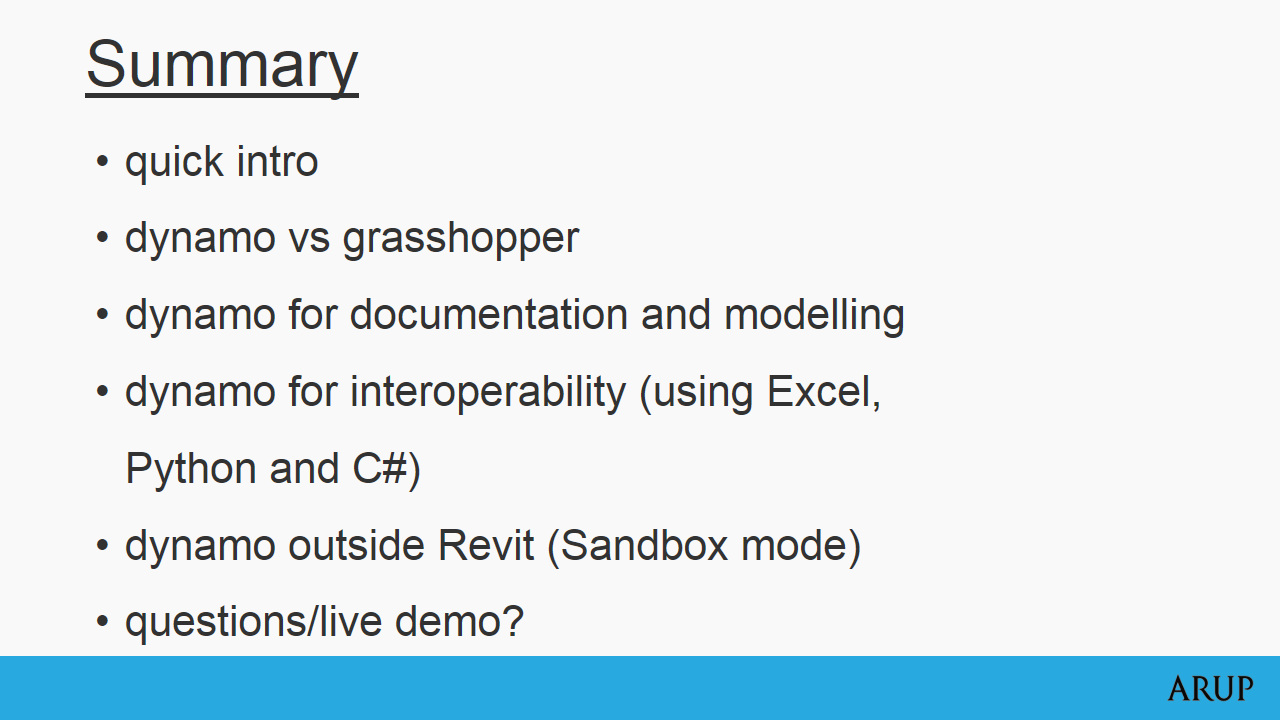 Summary
• quick intro
• dynamo vs grasshopper
• dynamo for documentation and modelling
• dynamo for interoperability (using Excel,
Python and C#)
• dynamo outside Revit (Sandbox mode)
• questions/live demo?
ARUP